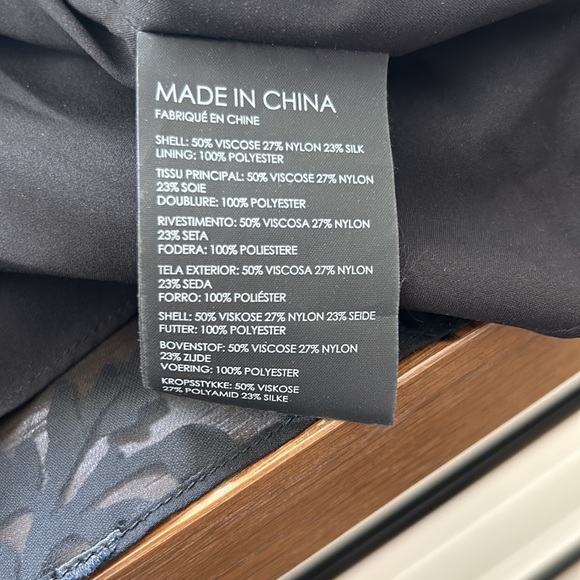 MADE IN CHINA
FABRIQUÉ EN CHINE
SHELL: 50% VISCOSE 27% NYLON 23% SILK
LINING: 100% POLYESTER
TISSU PRINCIPAL: 50% VISCOSE 27% NYLON
23% SOIE
DOUBLURE: 100% POLYESTER
RIVESTIMENTO: 50% VISCOSA 27% NYLON
23% SETA
FODERA: 100% POLIESTERE
TELA EXTERIOR: 50% VISCOSA 27% NYLON
23% SEDA
FORRO: 100% POLIÉSTER
SHELL: 50% VISKOSE 27% NYLON 23% SEIDE
FUTTER: 100% POLYESTER
BOVENSTOF: 50% VISCOSE 27% NYLON
23% ZIJDE
VOERING: 100% POLYESTER
KROPSSTYKKE: 50% VISKOSE
27% POLYAMID 23% SILKE